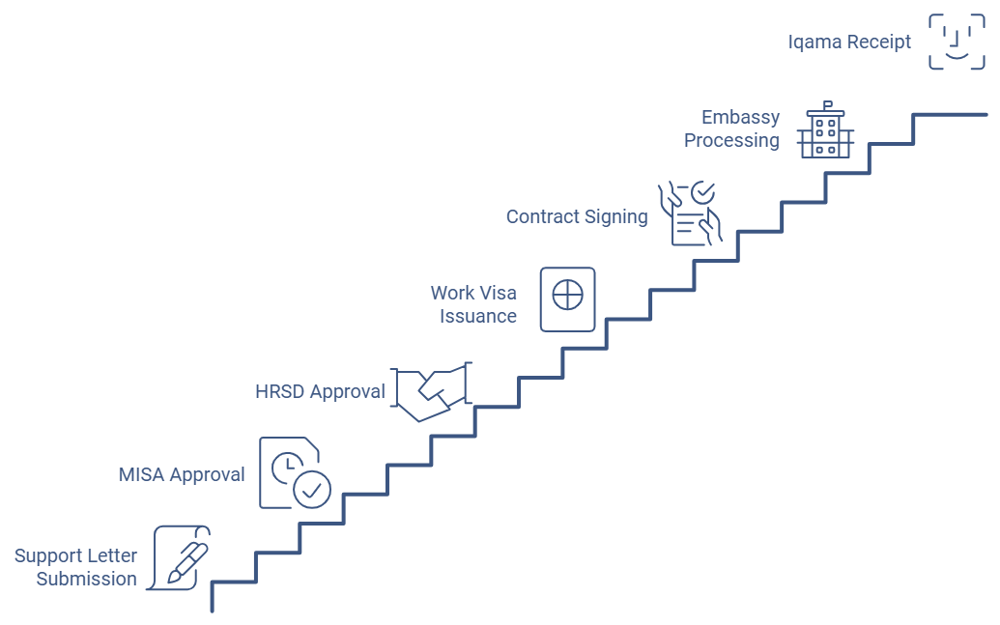 Iqama Receipt
Embassy
Processing
Contract Signing
Work Visa
Issuance
HRSD Approval
MISA Approval
Support Letter
Submission